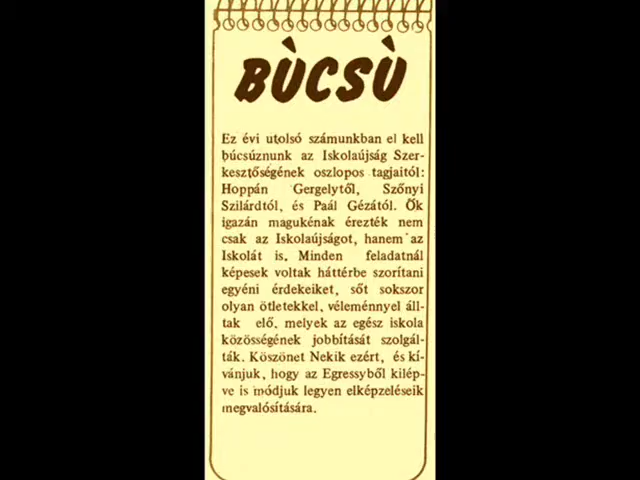 BÙCSÙ
Ez évi utolsó számunkban el kell
búcsúznunk az Iskolaújság Szer-
kesztőségének oszlopos tagjaitól:
Hoppán Gergelytől, Szőnyi
Szilárdtól, és Paál Gézától. Ők
igazán magukénak érezték nem
csak az Iskolaújságot, hanem az
Iskolát is. Minden feladatnál
képesek voltak háttérbe szorítani
egyéni érdekeiket, sőt sokszor
olyan ötletekkel, véleménnyel áll-
tak elő, melyek az egész iskola
közösségének jobbítását szolgál-
ták. Köszönet Nekik ezért, és kí-
vánjuk, hogy az Egressyből kilép-
ve is módjuk legyen elképzeléseik
megvalósítására.